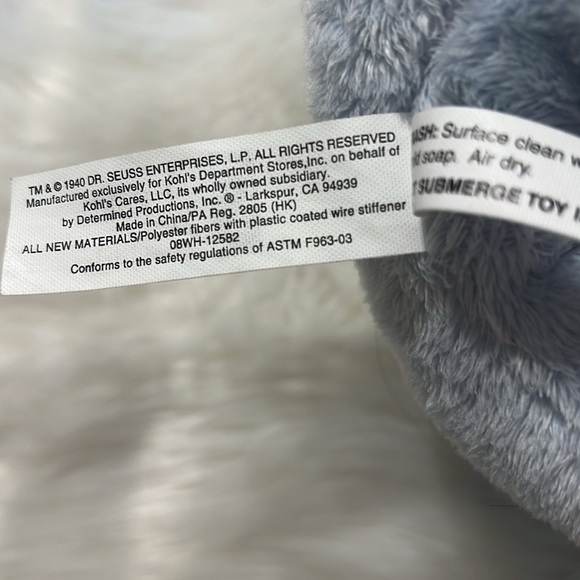 TM & © 1940 DR. SEUSS ENTERPRISES, L.P. ALL RIGHTS RESERVED
Manufactured exclusively for Kohl's Department Stores,Inc. on behalf of
Kohl's Cares, LLC, its wholly owned subsidiary.
by Determined Productions, Inc. ® - Larkspur, CA 94939
Made in China/PA Reg. 2805 (HK)
ALL NEW MATERIALS/Polyester fibers with plastic coated wire stiffener
08WH-12582
Conforms to the safety regulations of ASTM F963-03
Surface clean
soap. Air dry.
SUBMERGE TOY